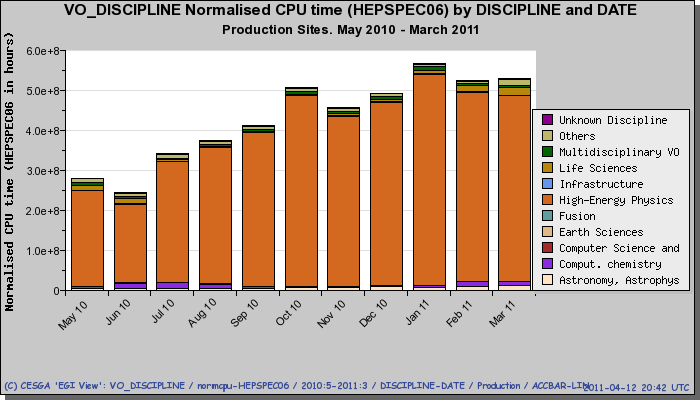 VO_DISCIPLINE Normalised CPU time (HEPSPEC06) by DISCIPLINE and DATE
Production Sites. May 2010 - March 2011
Normalised CPU time (HEPSPEC06 in hours)
6.0e+8
5.0e+8
4.0e+8
3.0e+8
2.0e+8
1.0e+8
0
May 10
Jun 10
Jul 10
Aug 10
Sep 10
Oct 10
Nov 10
Dec 10
Jan 11
Feb 11
Mar 11
Unknown Discipline
Others
Multidisciplinary VO
Life Sciences
Infrastructure
High-Energy Physics
Fusion
Earth Sciences
Computer Science and
Comput. chemistry
Astronomy, Astrophys
(C) CESGA 'EGI View': VO_DISCIPLINE / normcpu-HEPSPEC06 / 2010:5-2011:3 / DISCIPLINE-DATE / Production / ACCBAR-LIN
2011-04-12 20:42 UTC